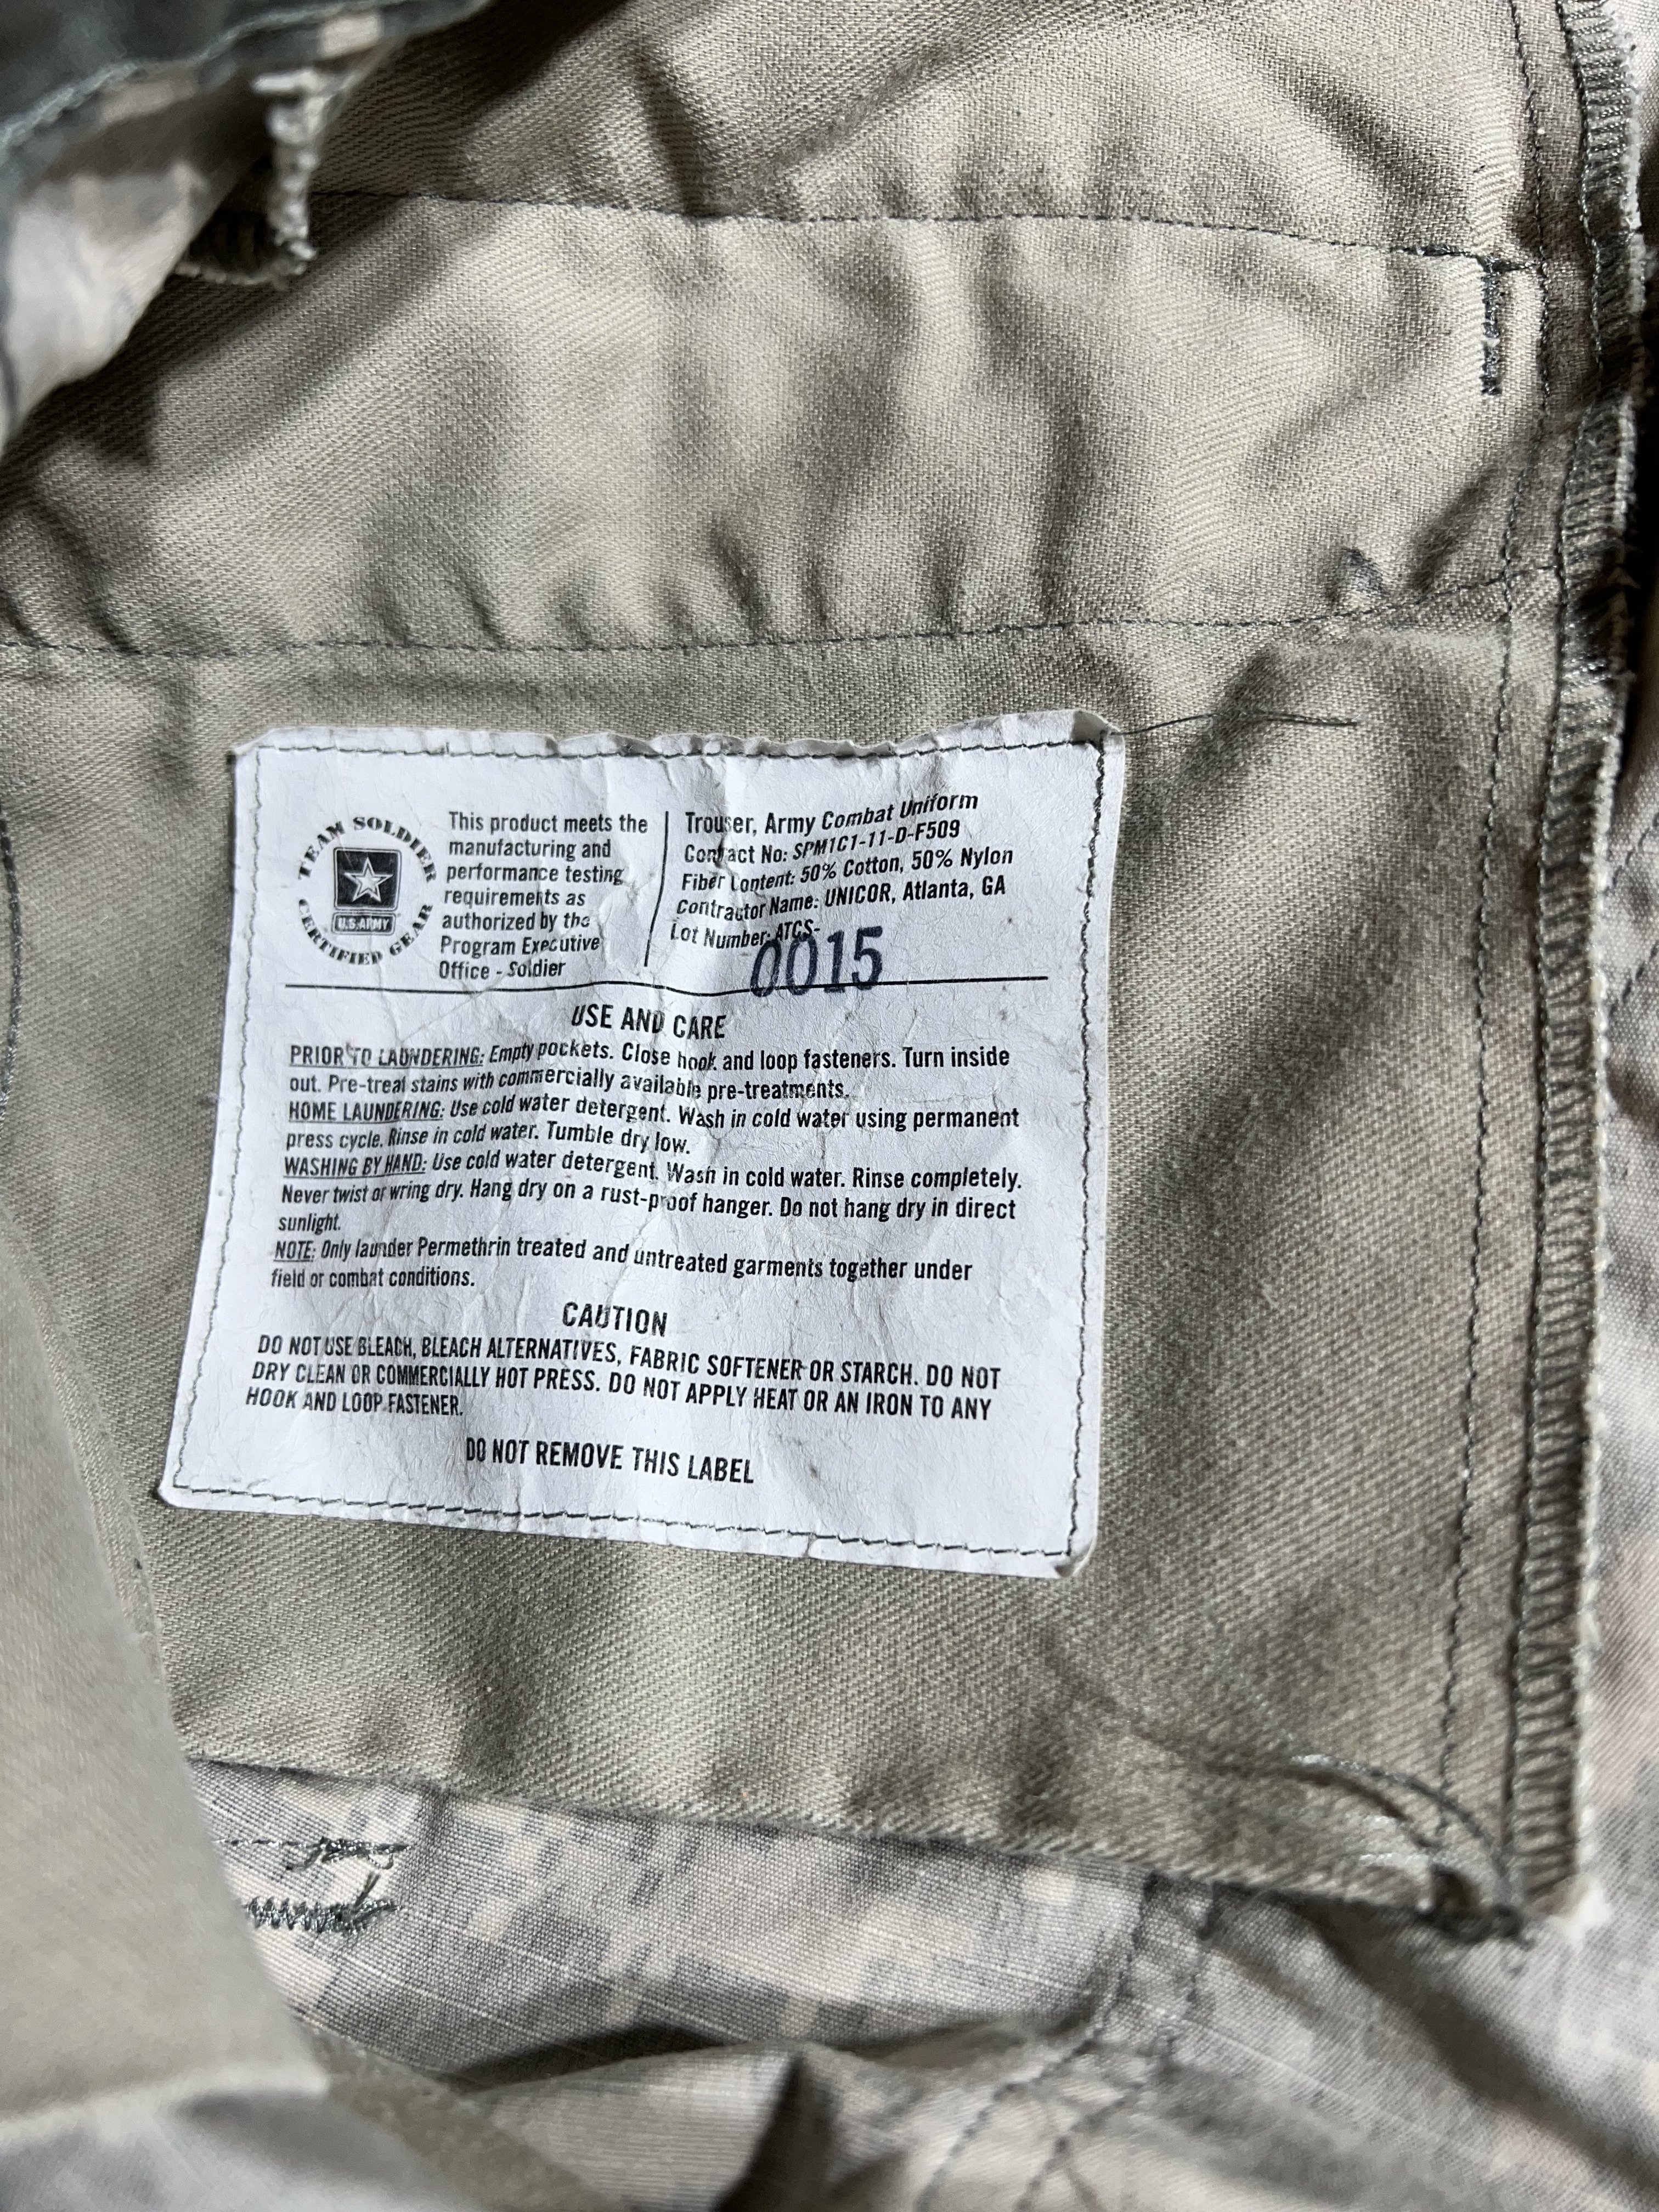 TEAM SOLDIER
U.S. ARMY
CERTIFIED GEAR
This product meets the
manufacturing and
performance testing
requirements as
authorized by the
Program Executive
Office - Soldier
Trouser, Army Combat Uniform
Contract No: SPM1C1-11-D-F509
Fiber Content: 50% Cotton, 50% Nylon
Contractor Name: UNICOR, Atlanta, GA
Lot Number: ATCS-
0015
USE AND CARE
PRIOR TO LAUNDERING: Empty pockets. Close hook and loop fasteners. Turn inside
out. Pre-treat stains with commercially available pre-treatments.
HOME LAUNDERING: Use cold water detergent. Wash in cold water using permanent
press cycle. Rinse in cold water. Tumble dry low.
WASHING BY HAND: Use cold water detergent. Wash in cold water. Rinse completely.
Never twist or wring dry. Hang dry on a rust-proof hanger. Do not hang dry in direct
sunlight.
NOTE: Only launder Permethrin treated and untreated garments together under
field or combat conditions.
CAUTION
DO NOT USE BLEACH, BLEACH ALTERNATIVES, FABRIC SOFTENER OR STARCH. DO NOT
DRY CLEAN OR COMMERCIALLY HOT PRESS. DO NOT APPLY HEAT OR AN IRON TO ANY
HOOK AND LOOP FASTENER.
DO NOT REMOVE THIS LABEL